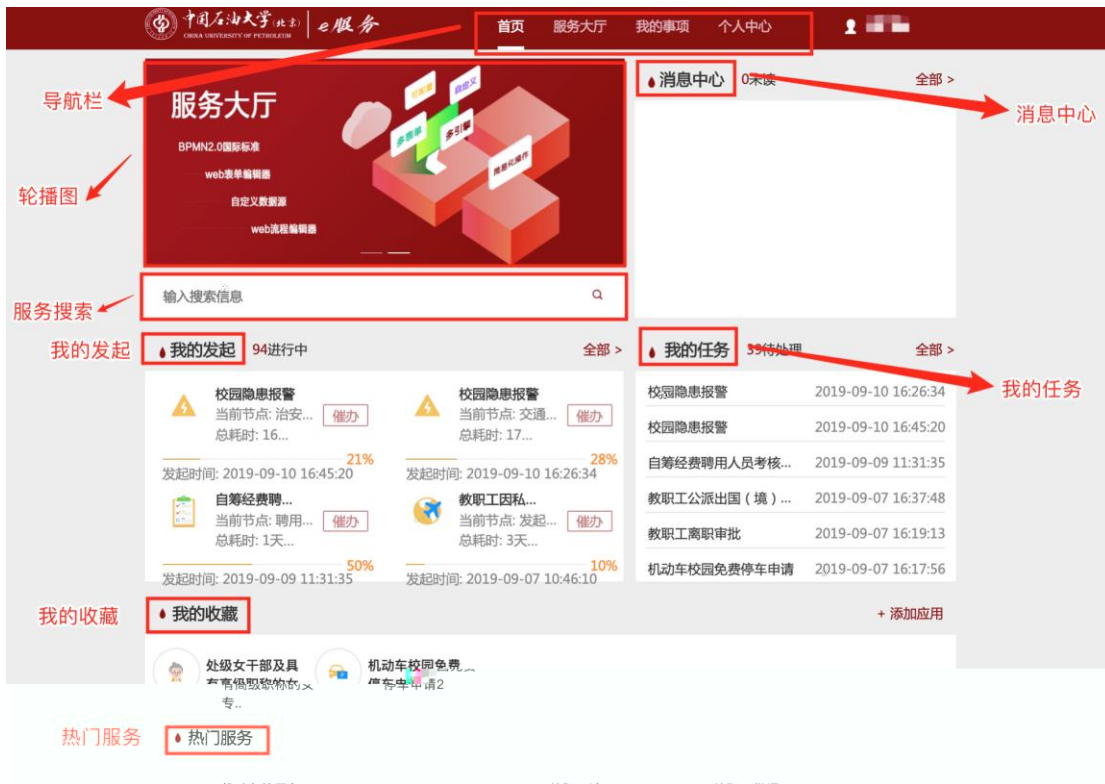 中国石油大学(北京) e服务
CHINA UNIVERSITY OF PETROLEUM
首页 服务大厅 我的事项 个人中心
导航栏
服务大厅
BPMN2.0国际标准
web表单编辑器
自定义数据源
web流程编辑器
可配置
自定义
多表单
多引擎
简易化操作
轮播图
消息中心 0未读 全部 >
消息中心
服务搜索
输入搜索信息
我的发起
我的发起 94进行中 全部 >
校园隐患报警
当前节点: 治安... 催办
总耗时: 16...
21%
发起时间: 2019-09-10 16:45:20
校园隐患报警
当前节点: 交通... 催办
总耗时: 17...
28%
发起时间: 2019-09-10 16:26:34
自筹经费聘...
当前节点: 聘用... 催办
总耗时: 1天...
50%
发起时间: 2019-09-09 11:31:35
教职工因私...
当前节点: 发起... 催办
总耗时: 3天...
10%
发起时间: 2019-09-07 10:46:10
我的任务 39待处理 全部 >
我的任务
校园隐患报警 2019-09-10 16:26:34
校园隐患报警 2019-09-10 16:45:20
自筹经费聘用人员考核... 2019-09-09 11:31:35
教职工公派出国（境）... 2019-09-07 16:37:48
教职工离职审批 2019-09-07 16:19:13
机动车校园免费停车申请 2019-09-07 16:17:56
我的收藏
我的收藏 + 添加应用
处级女干部及具
有高级职称的女
专..
机动车校园免费
停车申请2
热门服务
热门服务